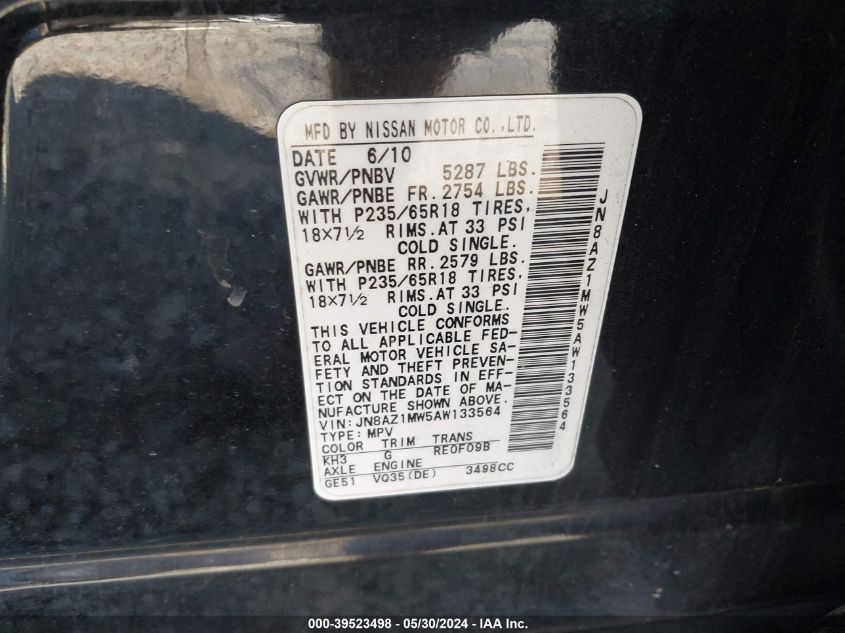 MFD BY NISSAN MOTOR CO.,LTD.
DATE 6/10
GVWR/PNBV 5287 LBS.
GAWR/PNBE FR. 2754 LBS.
WITH P235/65R18 TIRES,
18×7½ RIMS.AT 33 PSI
COLD SINGLE.
GAWR/PNBE RR. 2579 LBS.
WITH P235/65R18 TIRES,
18×7½ RIMS.AT 33 PSI
COLD SINGLE.
THIS VEHICLE CONFORMS
TO ALL APPLICABLE FED-
ERAL MOTOR VEHICLE SA-
FETY AND THEFT PREVEN-
TION STANDARDS IN EFF-
ECT ON THE DATE OF MA-
NUFACTURE SHOWN ABOVE.
VIN:JN8AZ1MW5AW133564
TYPE:MPV
COLOR TRIM TRANS
KH3 G RE0F09B
AXLE ENGINE
GE51 VQ35(DE) 3498CC
JN8AZ1MW5AW133564
000-39523498 - 05/30/2024 - IAA Inc.